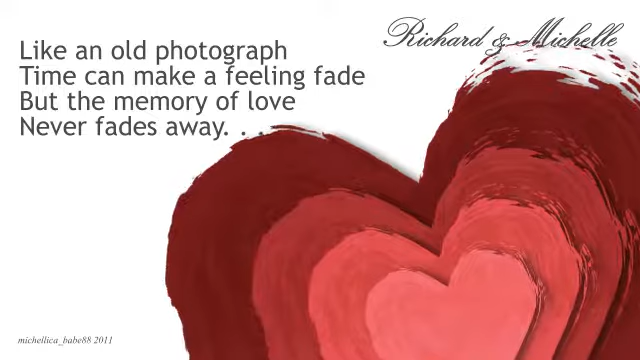 Richard & Michelle
Like an old photograph
Time can make a feeling fade
But the memory of love
Never fades away. . .
michellica_babe88 2011